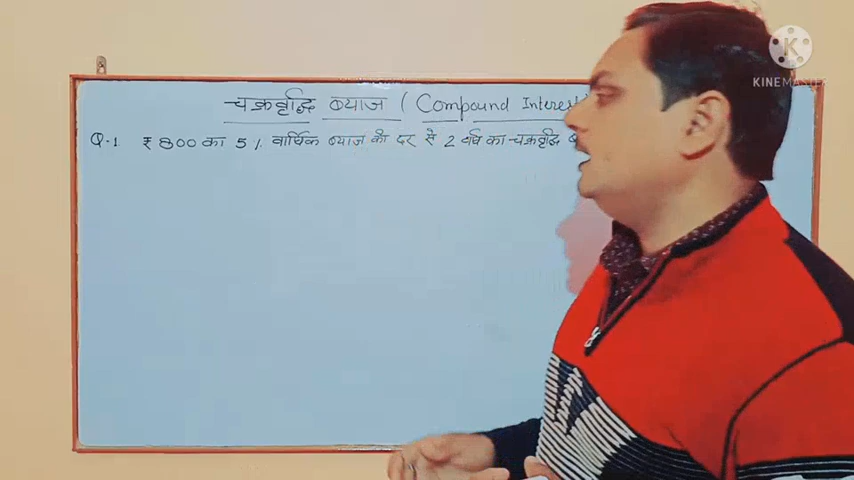 चक्रवृद्धि ब्याज ( Compound Interest
Q.1 ₹ 800 का 5% वार्षिक ब्याज की दर से 2 वर्ष का चक्रवृद्धि
KINEMASTER